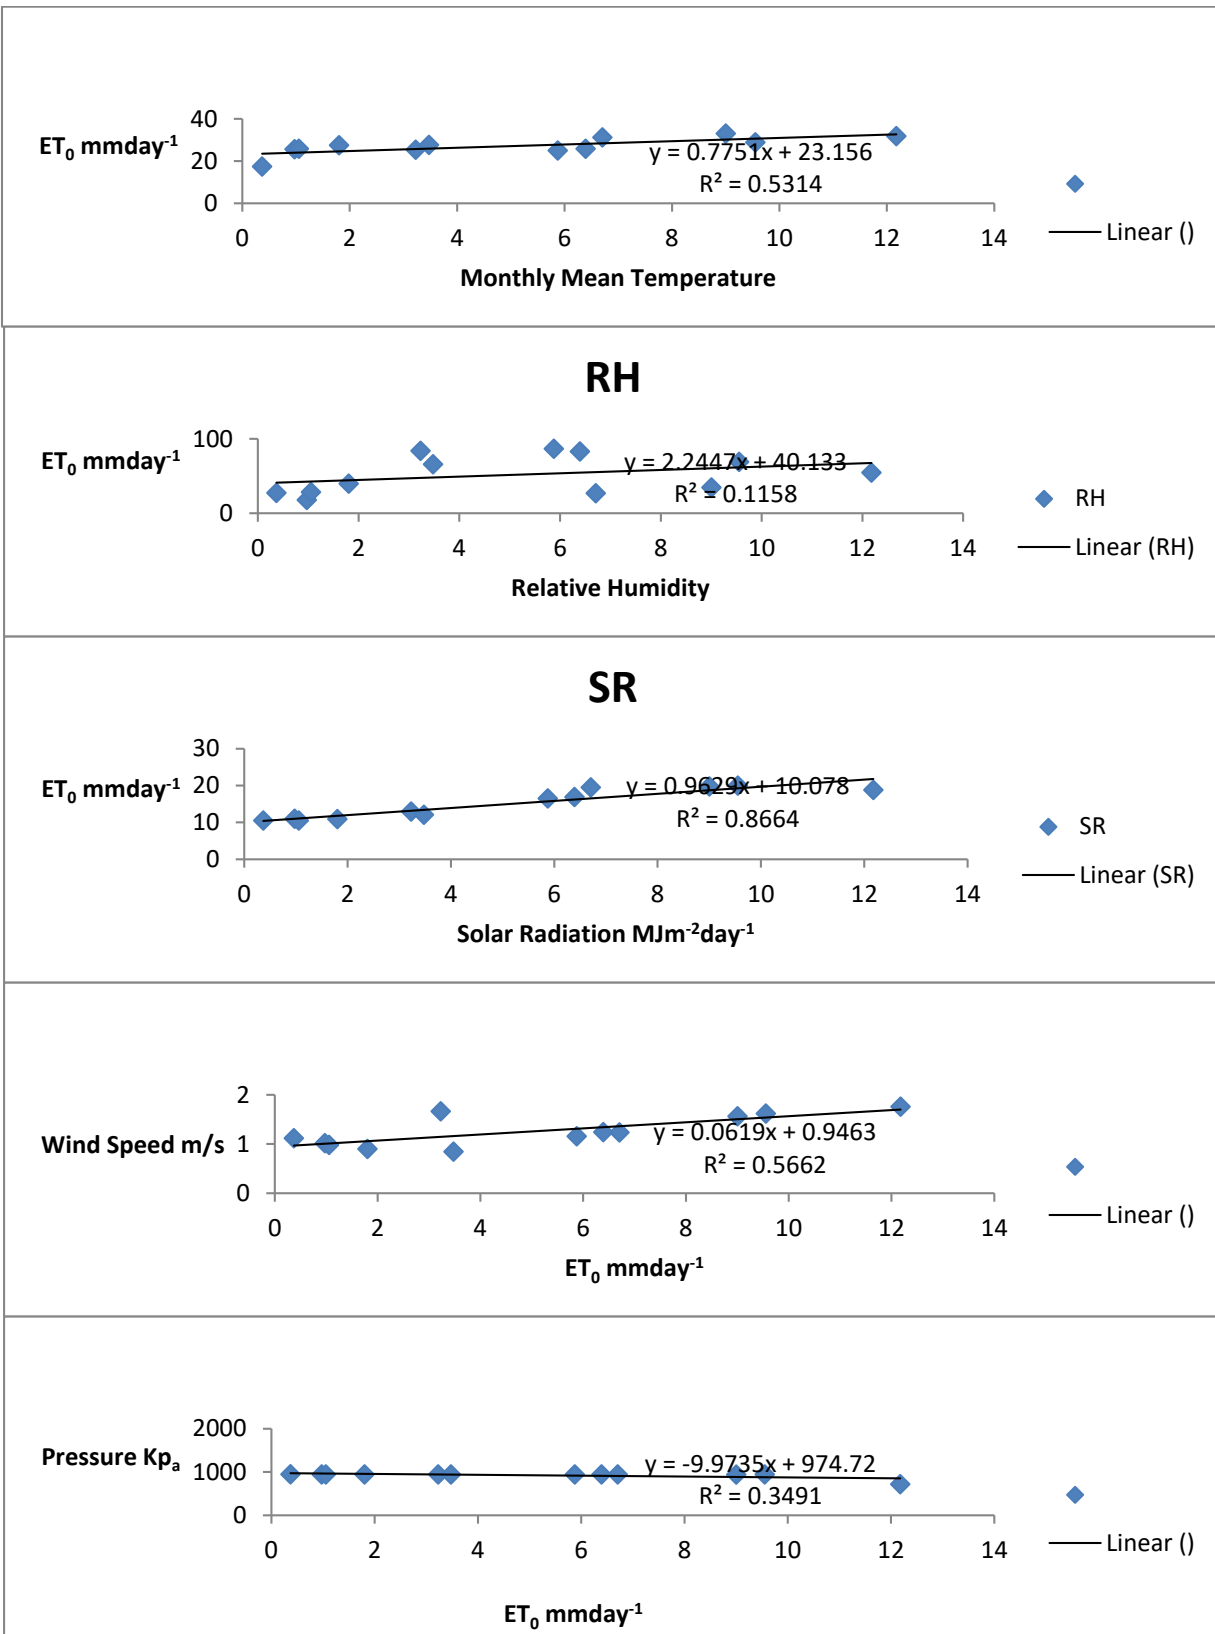 40
20
0
ET₀ mmday⁻¹
y = 0.7751x + 23.156
R² = 0.5314
0 2 4 6 8 10 12 14
Monthly Mean Temperature
Linear ()
RH
100
50
0
ET₀ mmday⁻¹
y = 2.2447x + 40.133
R² = 0.1158
0 2 4 6 8 10 12 14
Relative Humidity
RH
Linear (RH)
SR
30
20
10
0
ET₀ mmday⁻¹
y = 0.9629x + 10.078
R² = 0.8664
0 2 4 6 8 10 12 14
Solar Radiation MJm⁻²day⁻¹
SR
Linear (SR)
2
1
0
Wind Speed m/s
y = 0.0619x + 0.9463
R² = 0.5662
0 2 4 6 8 10 12 14
ET₀ mmday⁻¹
Linear ()
2000
1000
0
Pressure Kpₐ
y = -9.9735x + 974.72
R² = 0.3491
0 2 4 6 8 10 12 14
ET₀ mmday⁻¹
Linear ()